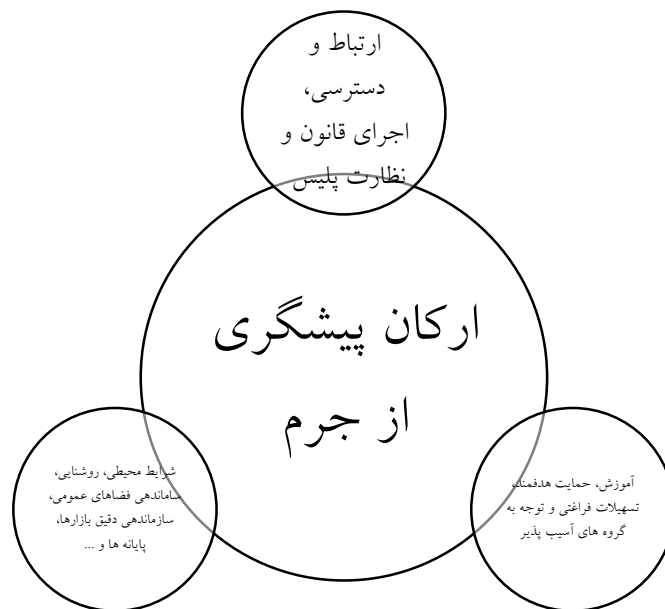 ارتباط و
دسترسی،
اجرای قانون و
نظارت پلیس
ارکان پیشگری
از جرم
آموزش، حمایت هدفمند،
تسهیلات فراغتی و توجه به
گروه های آسیب پذیر
شرایط محیطی، روشنایی،
ساماندهی فضاهای عمومی،
سازماندهی دقیق بازارها،
پایانه ها و ...